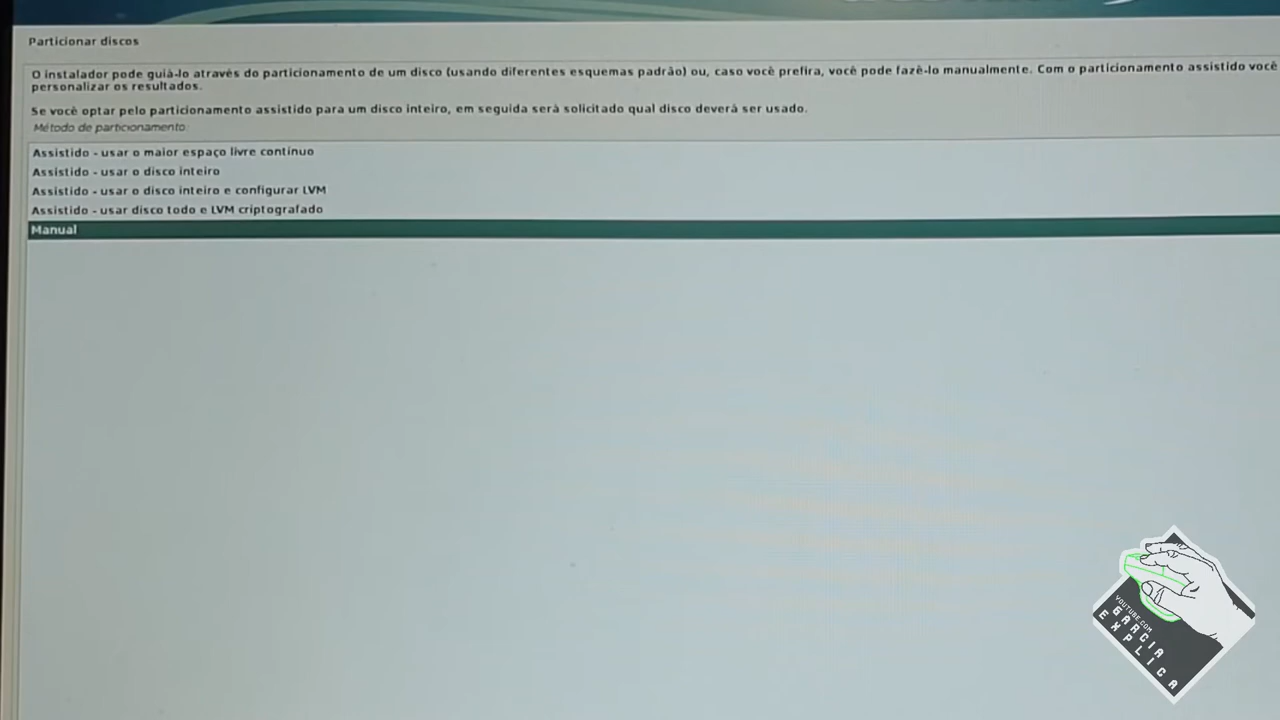 Particionar discos
O instalador pode guiá-lo através do particionamento de um disco (usando diferentes esquemas padrão) ou, caso você prefira, você pode fazê-lo manualmente. Com o particionamento assistido você
personalizar os resultados.
Se você optar pelo particionamento assistido para um disco inteiro, em seguida será solicitado qual disco deverá ser usado.
Método de particionamento:
Assistido - usar o maior espaço livre contínuo
Assistido - usar o disco inteiro
Assistido - usar o disco inteiro e configurar LVM
Assistido - usar disco todo e LVM criptografado
Manual
YOUTUBE.COM
GARCIA
EXPLICA